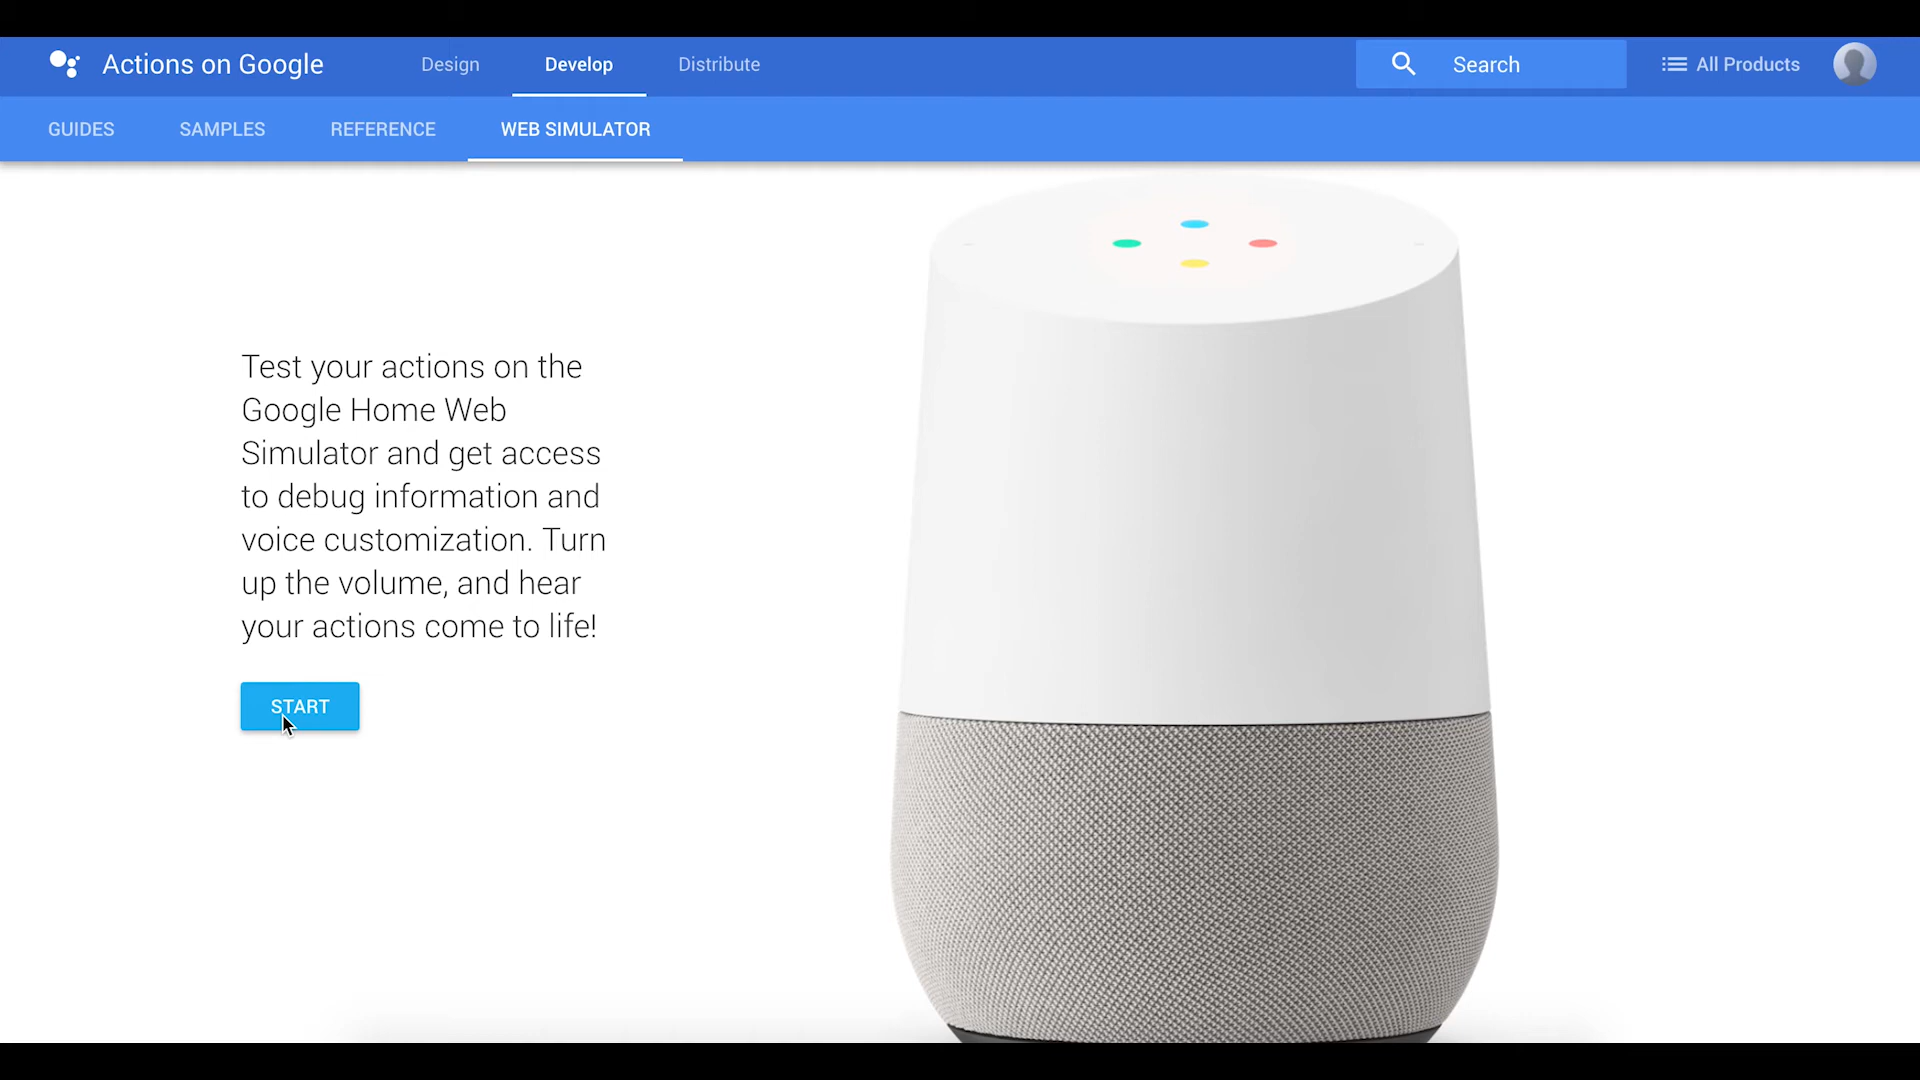 Actions on Google
Design
Develop
Distribute
Search
All Products
GUIDES
SAMPLES
REFERENCE
WEB SIMULATOR
Test your actions on the
Google Home Web
Simulator and get access
to debug information and
voice customization. Turn
up the volume, and hear
your actions come to life!
START